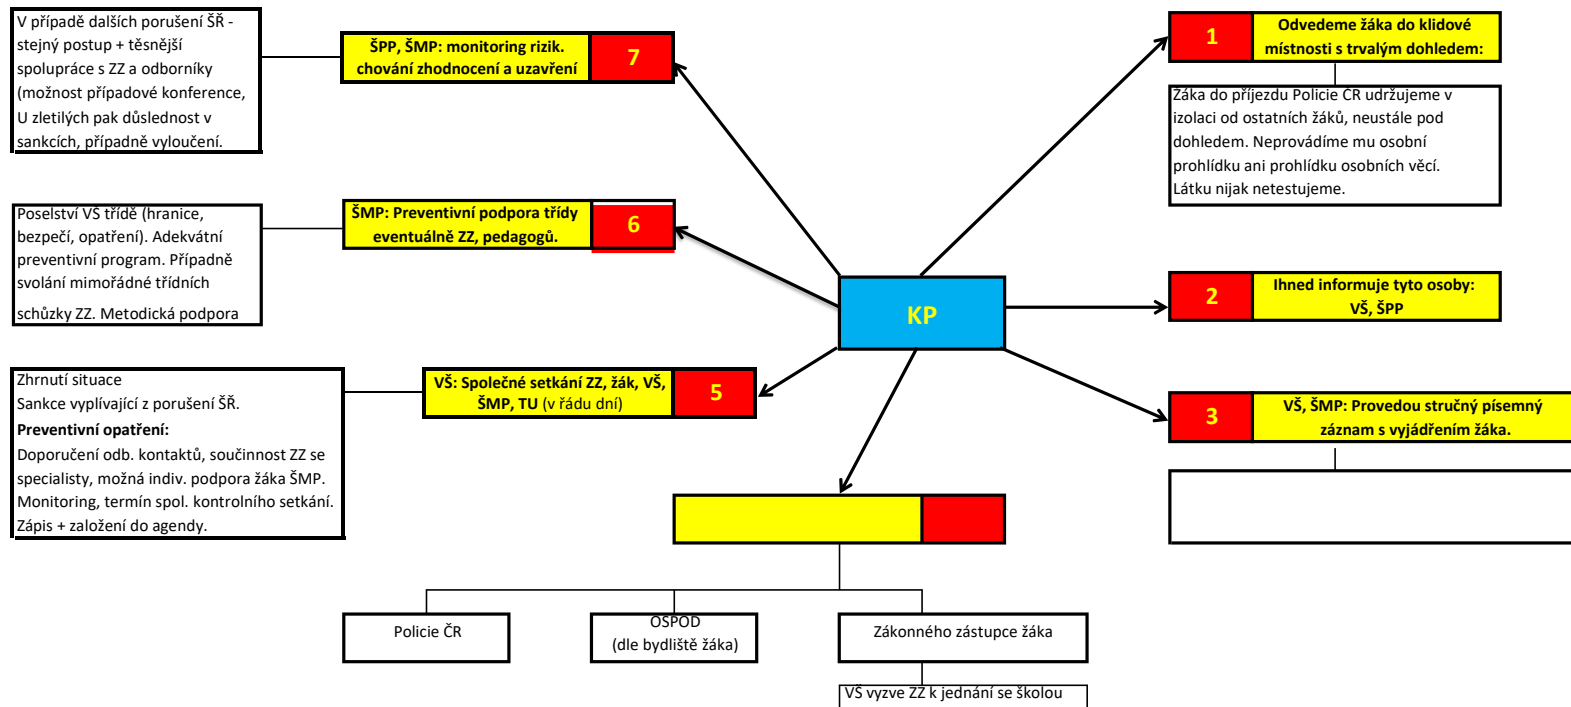 V případě dalších porušení ŠŘ -
stejný postup + těsnější
spolupráce s ZZ a odborníky
(možnost případové konference,
U zletilých pak důslednost v
sankcích, případně vyloučení.
ŠPP, ŠMP: monitoring rizik.
chování zhodnocení a uzavření
7
1
Odvedeme žáka do klidové
místnosti s trvalým dohledem:
Žáka do příjezdu Policie ČR udržujeme v
izolaci od ostatních žáků, neustále pod
dohledem. Neprovádíme mu osobní
prohlídku ani prohlídku osobních věcí.
Látku nijak netestujeme.
Poselství VŠ třídě (hranice,
bezpečí, opatření). Adekvátní
preventivní program. Případně
svolání mimořádné třídních
schůzky ZZ. Metodická podpora
ŠMP: Preventivní podpora třídy
eventuálně ZZ, pedagogů.
6
KP
2
Ihned informuje tyto osoby:
VŠ, ŠPP
Zhrnutí situace
Sankce vyplívající z porušení ŠŘ.
Preventivní opatření:
Doporučení odb. kontaktů, součinnost ZZ se
specialisty, možná indiv. podpora žáka ŠMP.
Monitoring, termín spol. kontrolního setkání.
Zápis + založení do agendy.
VŠ: Společné setkání ZZ, žák, VŠ,
ŠMP, TU (v řádu dní)
5
3
VŠ, ŠMP: Provedou stručný písemný
záznam s vyjádřením žáka.
Policie ČR
OSPOD
(dle bydliště žáka)
Zákonného zástupce žáka
VŠ vyzve ZZ k jednání se školou